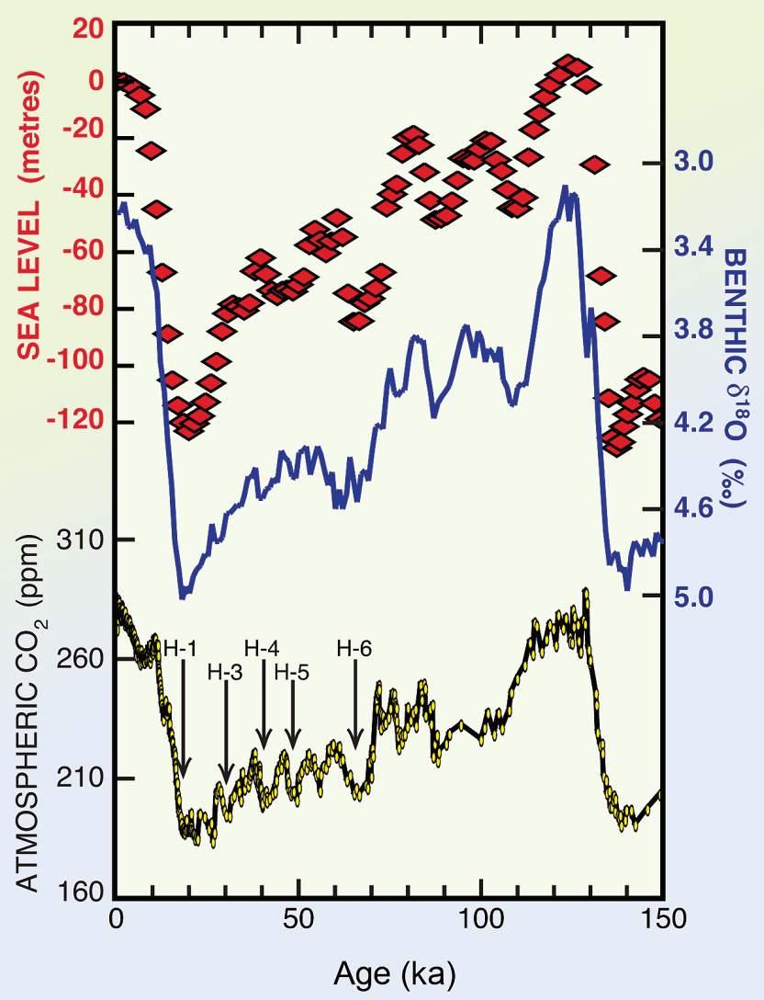 20
0
-20
-40
-60
-80
-100
-120
SEA LEVEL (metres)
3.0
3.4
3.8
4.2
4.6
5.0
BENTHIC δ¹⁸O (‰)
310
260
210
160
ATMOSPHERIC CO₂ (ppm)
H-1
H-3
H-4
H-5
H-6
0
50
100
150
Age (ka)